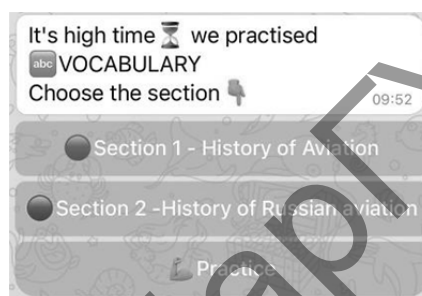 It's high time ⏳ we practised
🔤VOCABULARY
Choose the section 👇
09:52
Section 1 - History of Aviation
Section 2 -History of Russian aviation
Practice